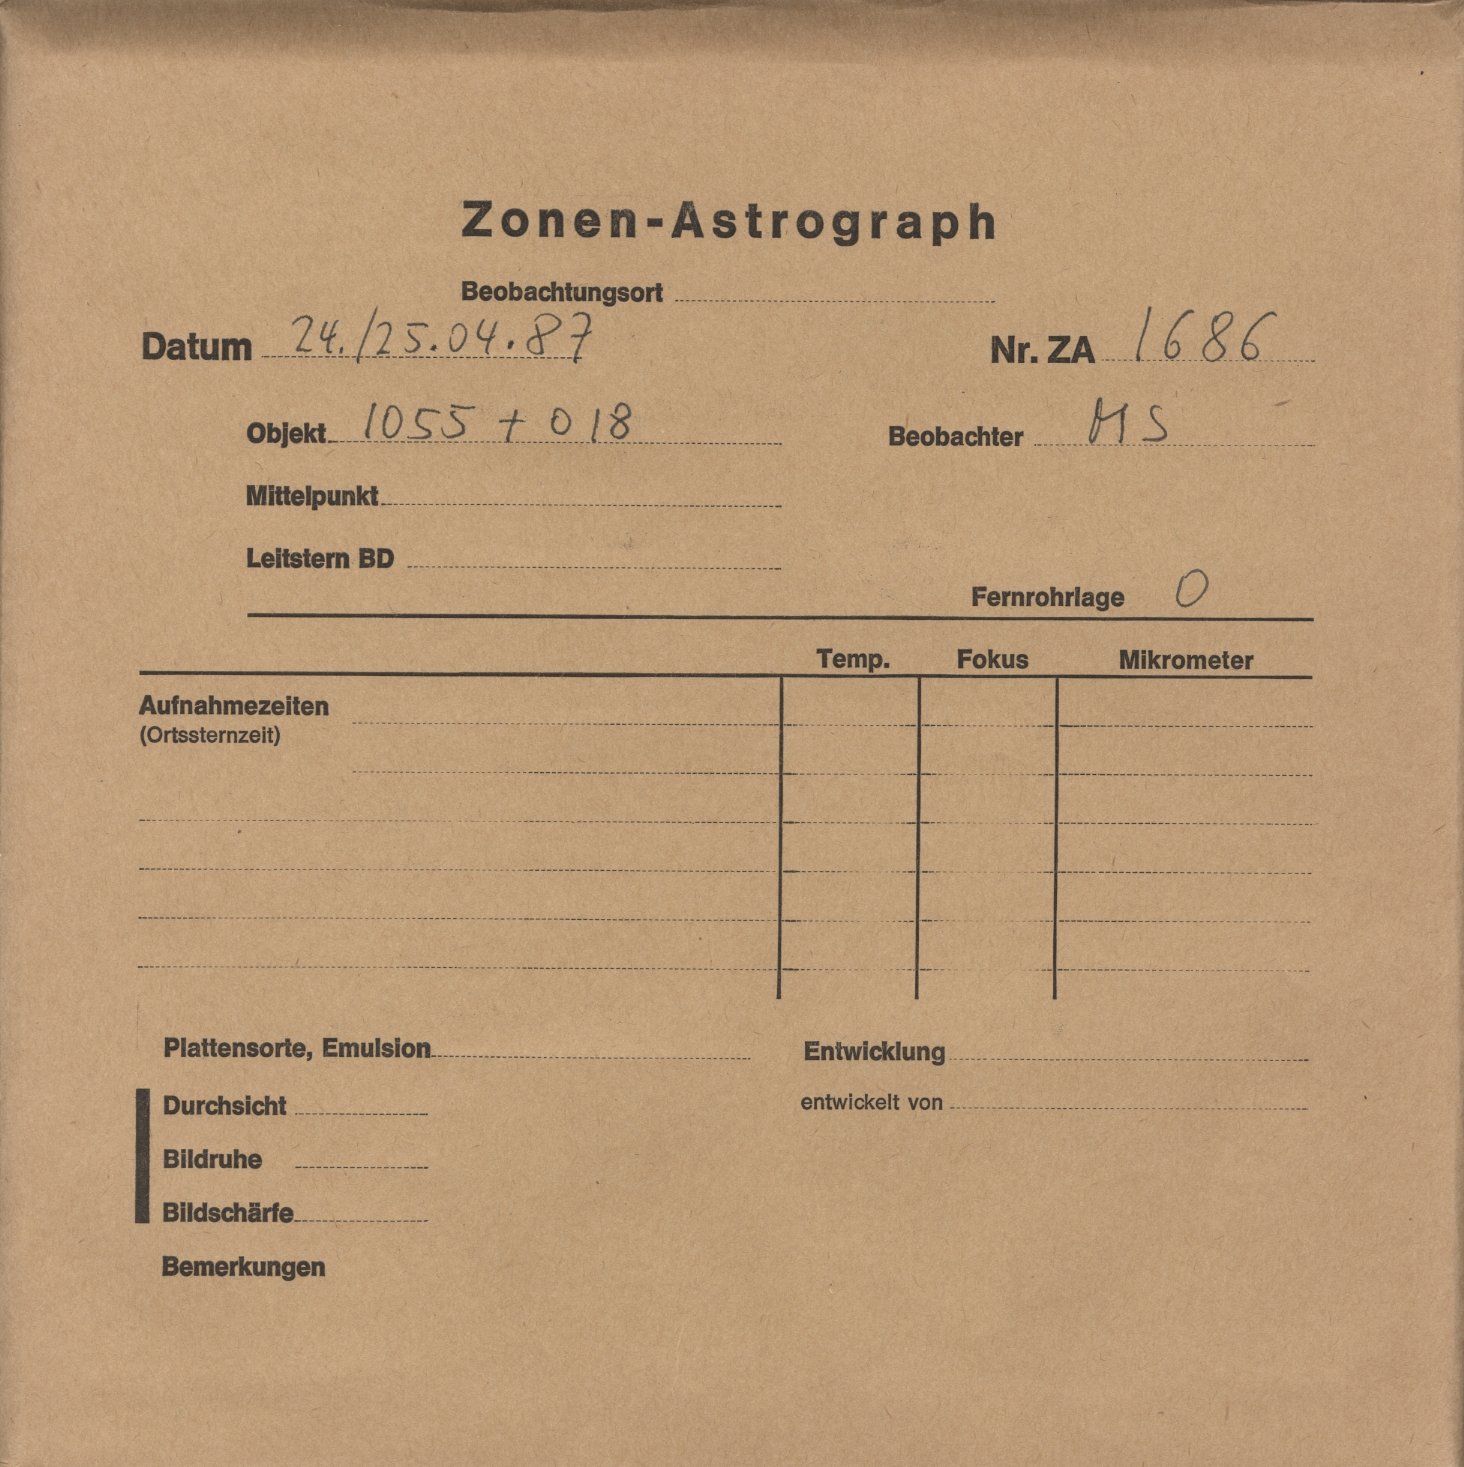 Zonen-Astrograph
Beobachtungsort
Datum 24./25.04.87 Nr. ZA 1686
Objekt 1055 + 018 Beobachter MS
Mittelpunkt
Leitstern BD
Fernrohrlage O
Temp. Fokus Mikrometer
Aufnahmezeiten
(Ortssternzeit)
Plattensorte, Emulsion Entwicklung
Durchsicht entwickelt von
Bildruhe
Bildschärfe
Bemerkungen